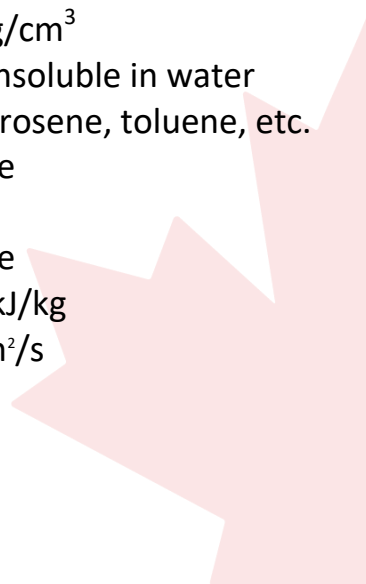 g/cm³
nsoluble in water
rosene, toluene, etc.
e
e
kJ/kg
m²/s